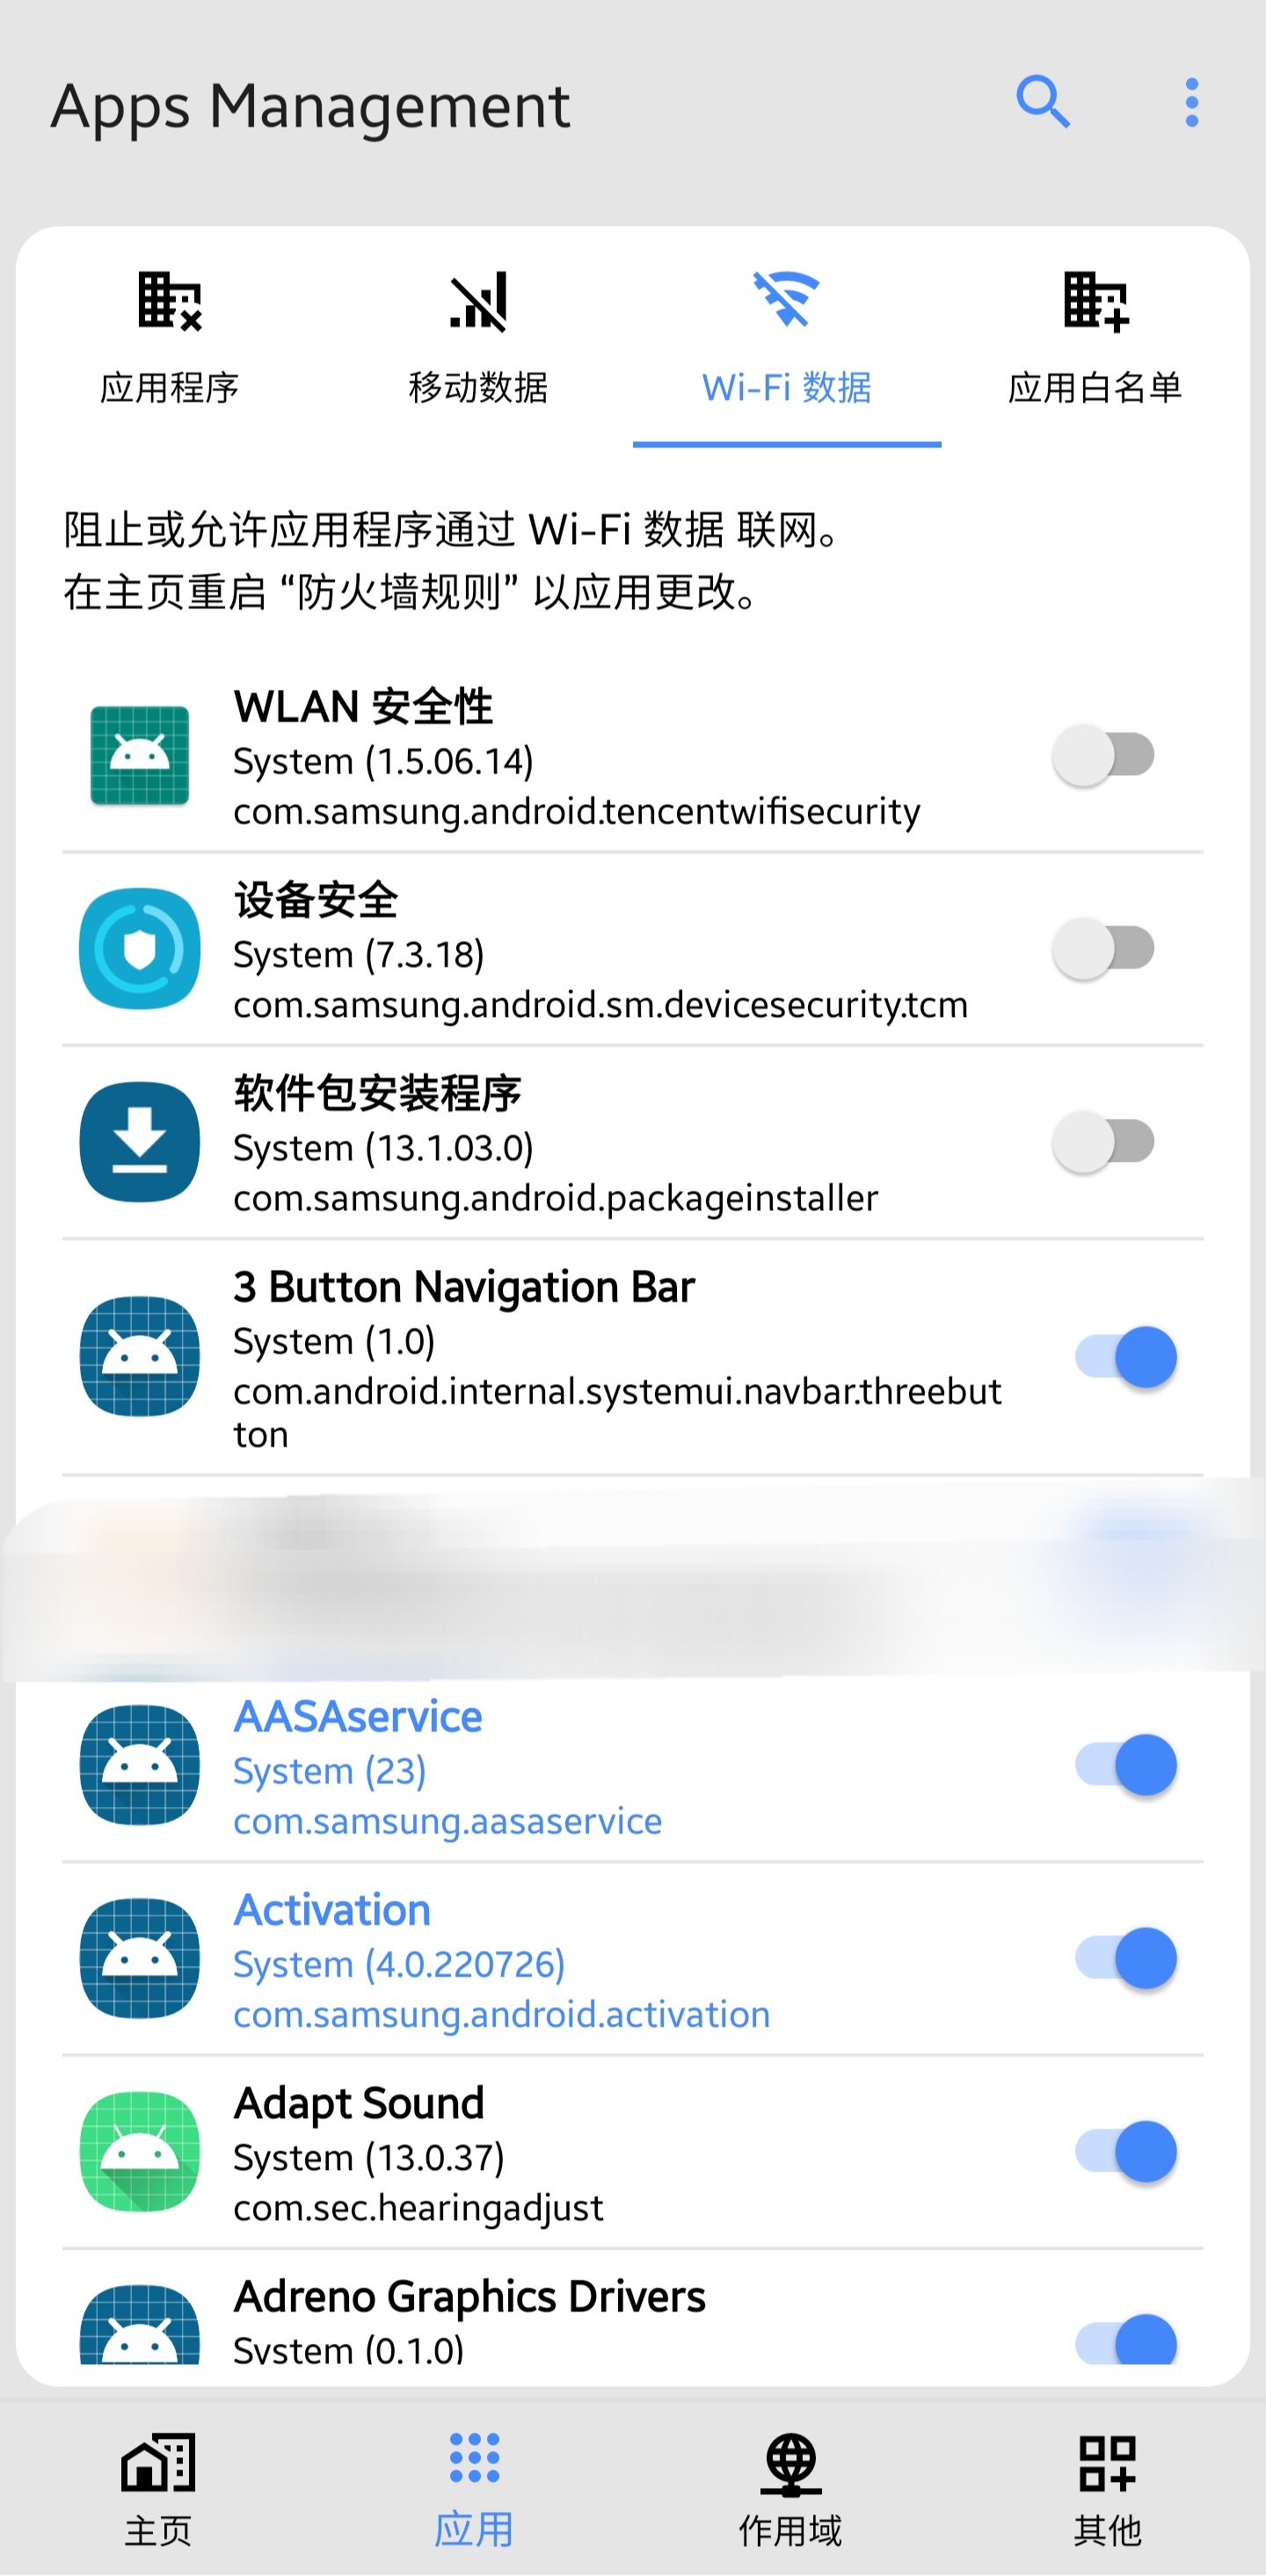 Apps Management
应用程序
移动数据
Wi-Fi 数据
应用白名单
阻止或允许应用程序通过 Wi-Fi 数据 联网。
在主页重启 “防火墙规则” 以应用更改。
WLAN 安全性
System (1.5.06.14)
com.samsung.android.tencentwifisecurity
设备安全
System (7.3.18)
com.samsung.android.sm.devicesecurity.tcm
软件包安装程序
System (13.1.03.0)
com.samsung.android.packageinstaller
3 Button Navigation Bar
System (1.0)
com.android.internal.systemui.navbar.threebut
ton
AASAservice
System (23)
com.samsung.aasaservice
Activation
System (4.0.220726)
com.samsung.android.activation
Adapt Sound
System (13.0.37)
com.sec.hearingadjust
Adreno Graphics Drivers
System (0.1.0)
主页
应用
作用域
其他